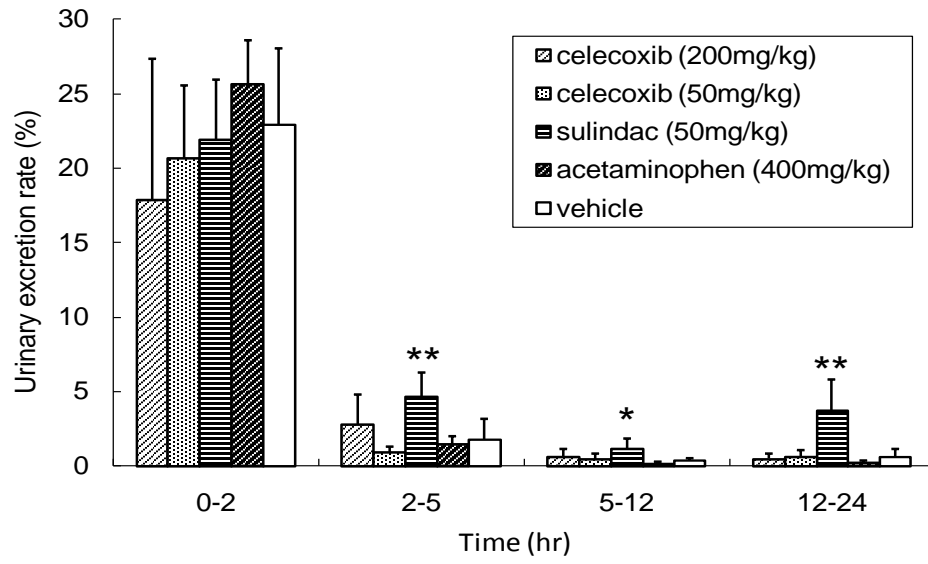 30
25
20
15
10
5
0
Urinary excretion rate (%)
celecoxib (200mg/kg)
celecoxib (50mg/kg)
sulindac (50mg/kg)
acetaminophen (400mg/kg)
vehicle
**
*
**
0-2 2-5 5-12 12-24
Time (hr)